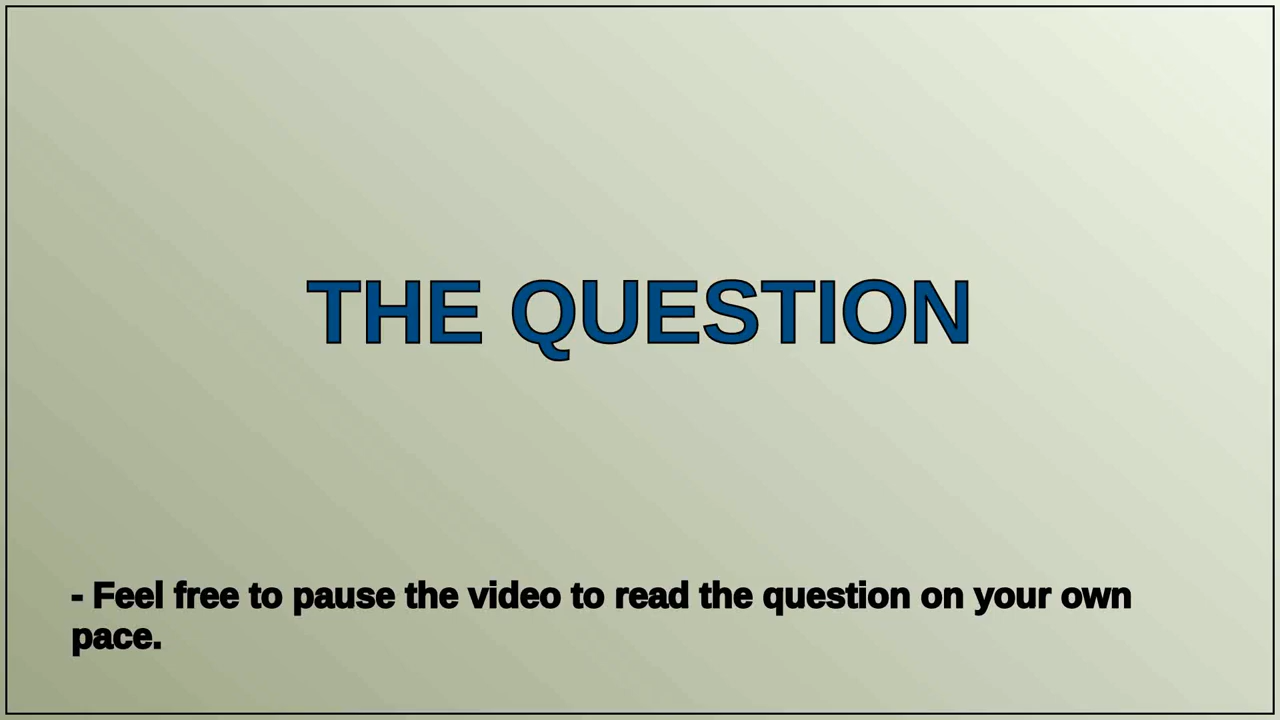 THE QUESTION
- Feel free to pause the video to read the question on your own
pace.